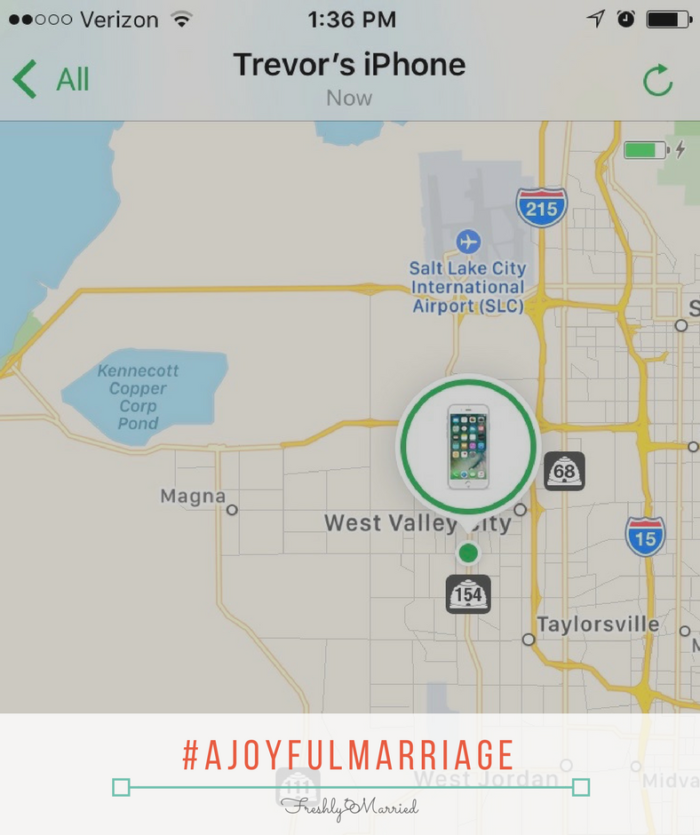 Verizon 1:36 PM
All Trevor's iPhone
Now
215
Salt Lake City
International
Airport (SLC)
S
Kennecott
Copper
Corp
Pond
68
Magna
West Valley City
15
154
Taylorsville
M
#AJOYFULMARRIAGE
111
West Jordan
Midva
Freshly Married